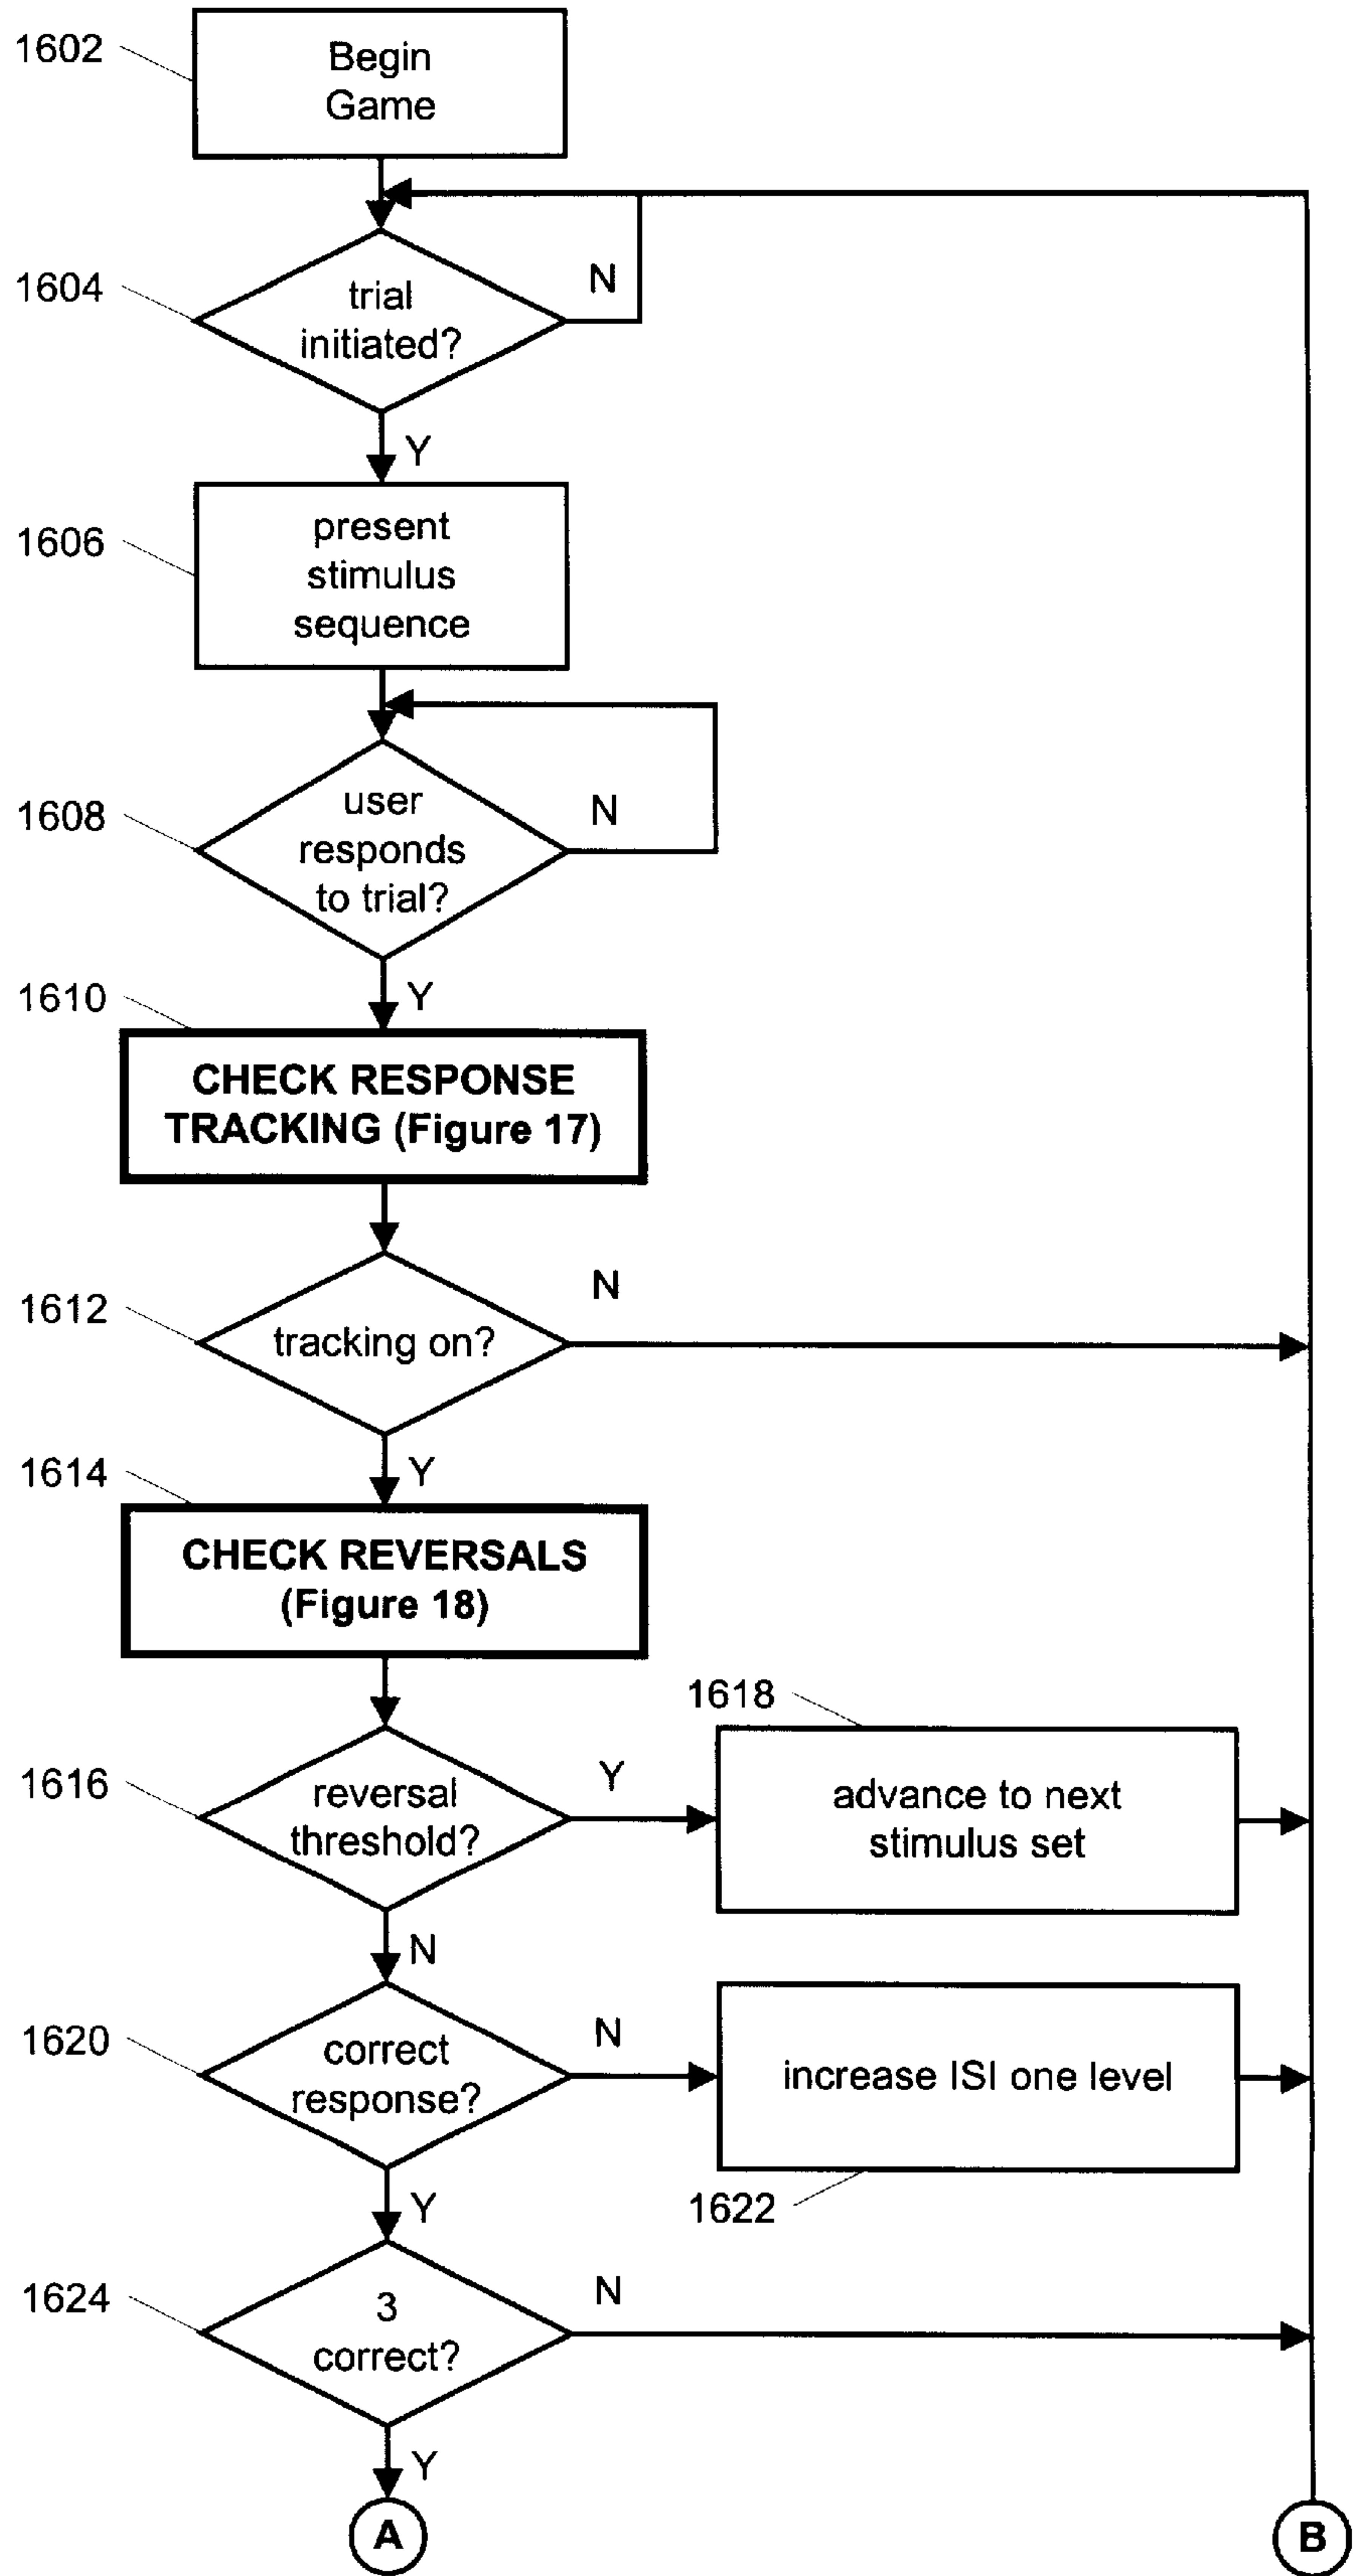 1602
Begin
Game
1604
trial
initiated?
N
Y
1606
present
stimulus
sequence
1608
user
responds
to trial?
N
Y
1610
CHECK RESPONSE
TRACKING (Figure 17)
1612
tracking on?
N
Y
1614
CHECK REVERSALS
(Figure 18)
1616
reversal
threshold?
Y
1618
advance to next
stimulus set
N
1620
correct
response?
N
increase ISI one level
1622
Y
1624
3
correct?
N
Y
A
B